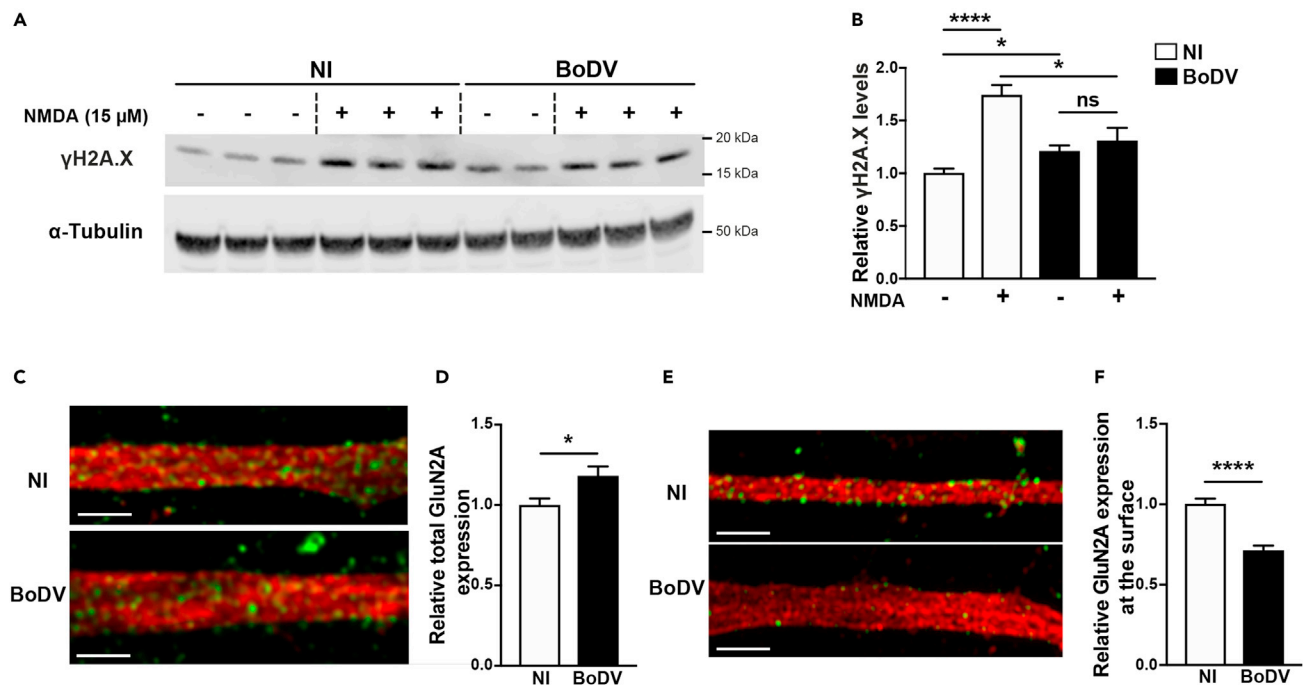 A
NI
BoDV
NMDA (15 µM)
- - - + + + - - + + +
γH2A.X
20 kDa
15 kDa
α-Tubulin
50 kDa
B
****
*
*
ns
NI
BoDV
Relative γH2A.X levels
2.0
1.5
1.0
0.5
0.0
NMDA - + - +
C
NI
BoDV
D
Relative total GluN2A
expression
1.5
1.0
0.5
0.0
*
NI BoDV
E
NI
BoDV
F
Relative GluN2A expression
at the surface
1.5
1.0
0.5
0.0
****
NI BoDV